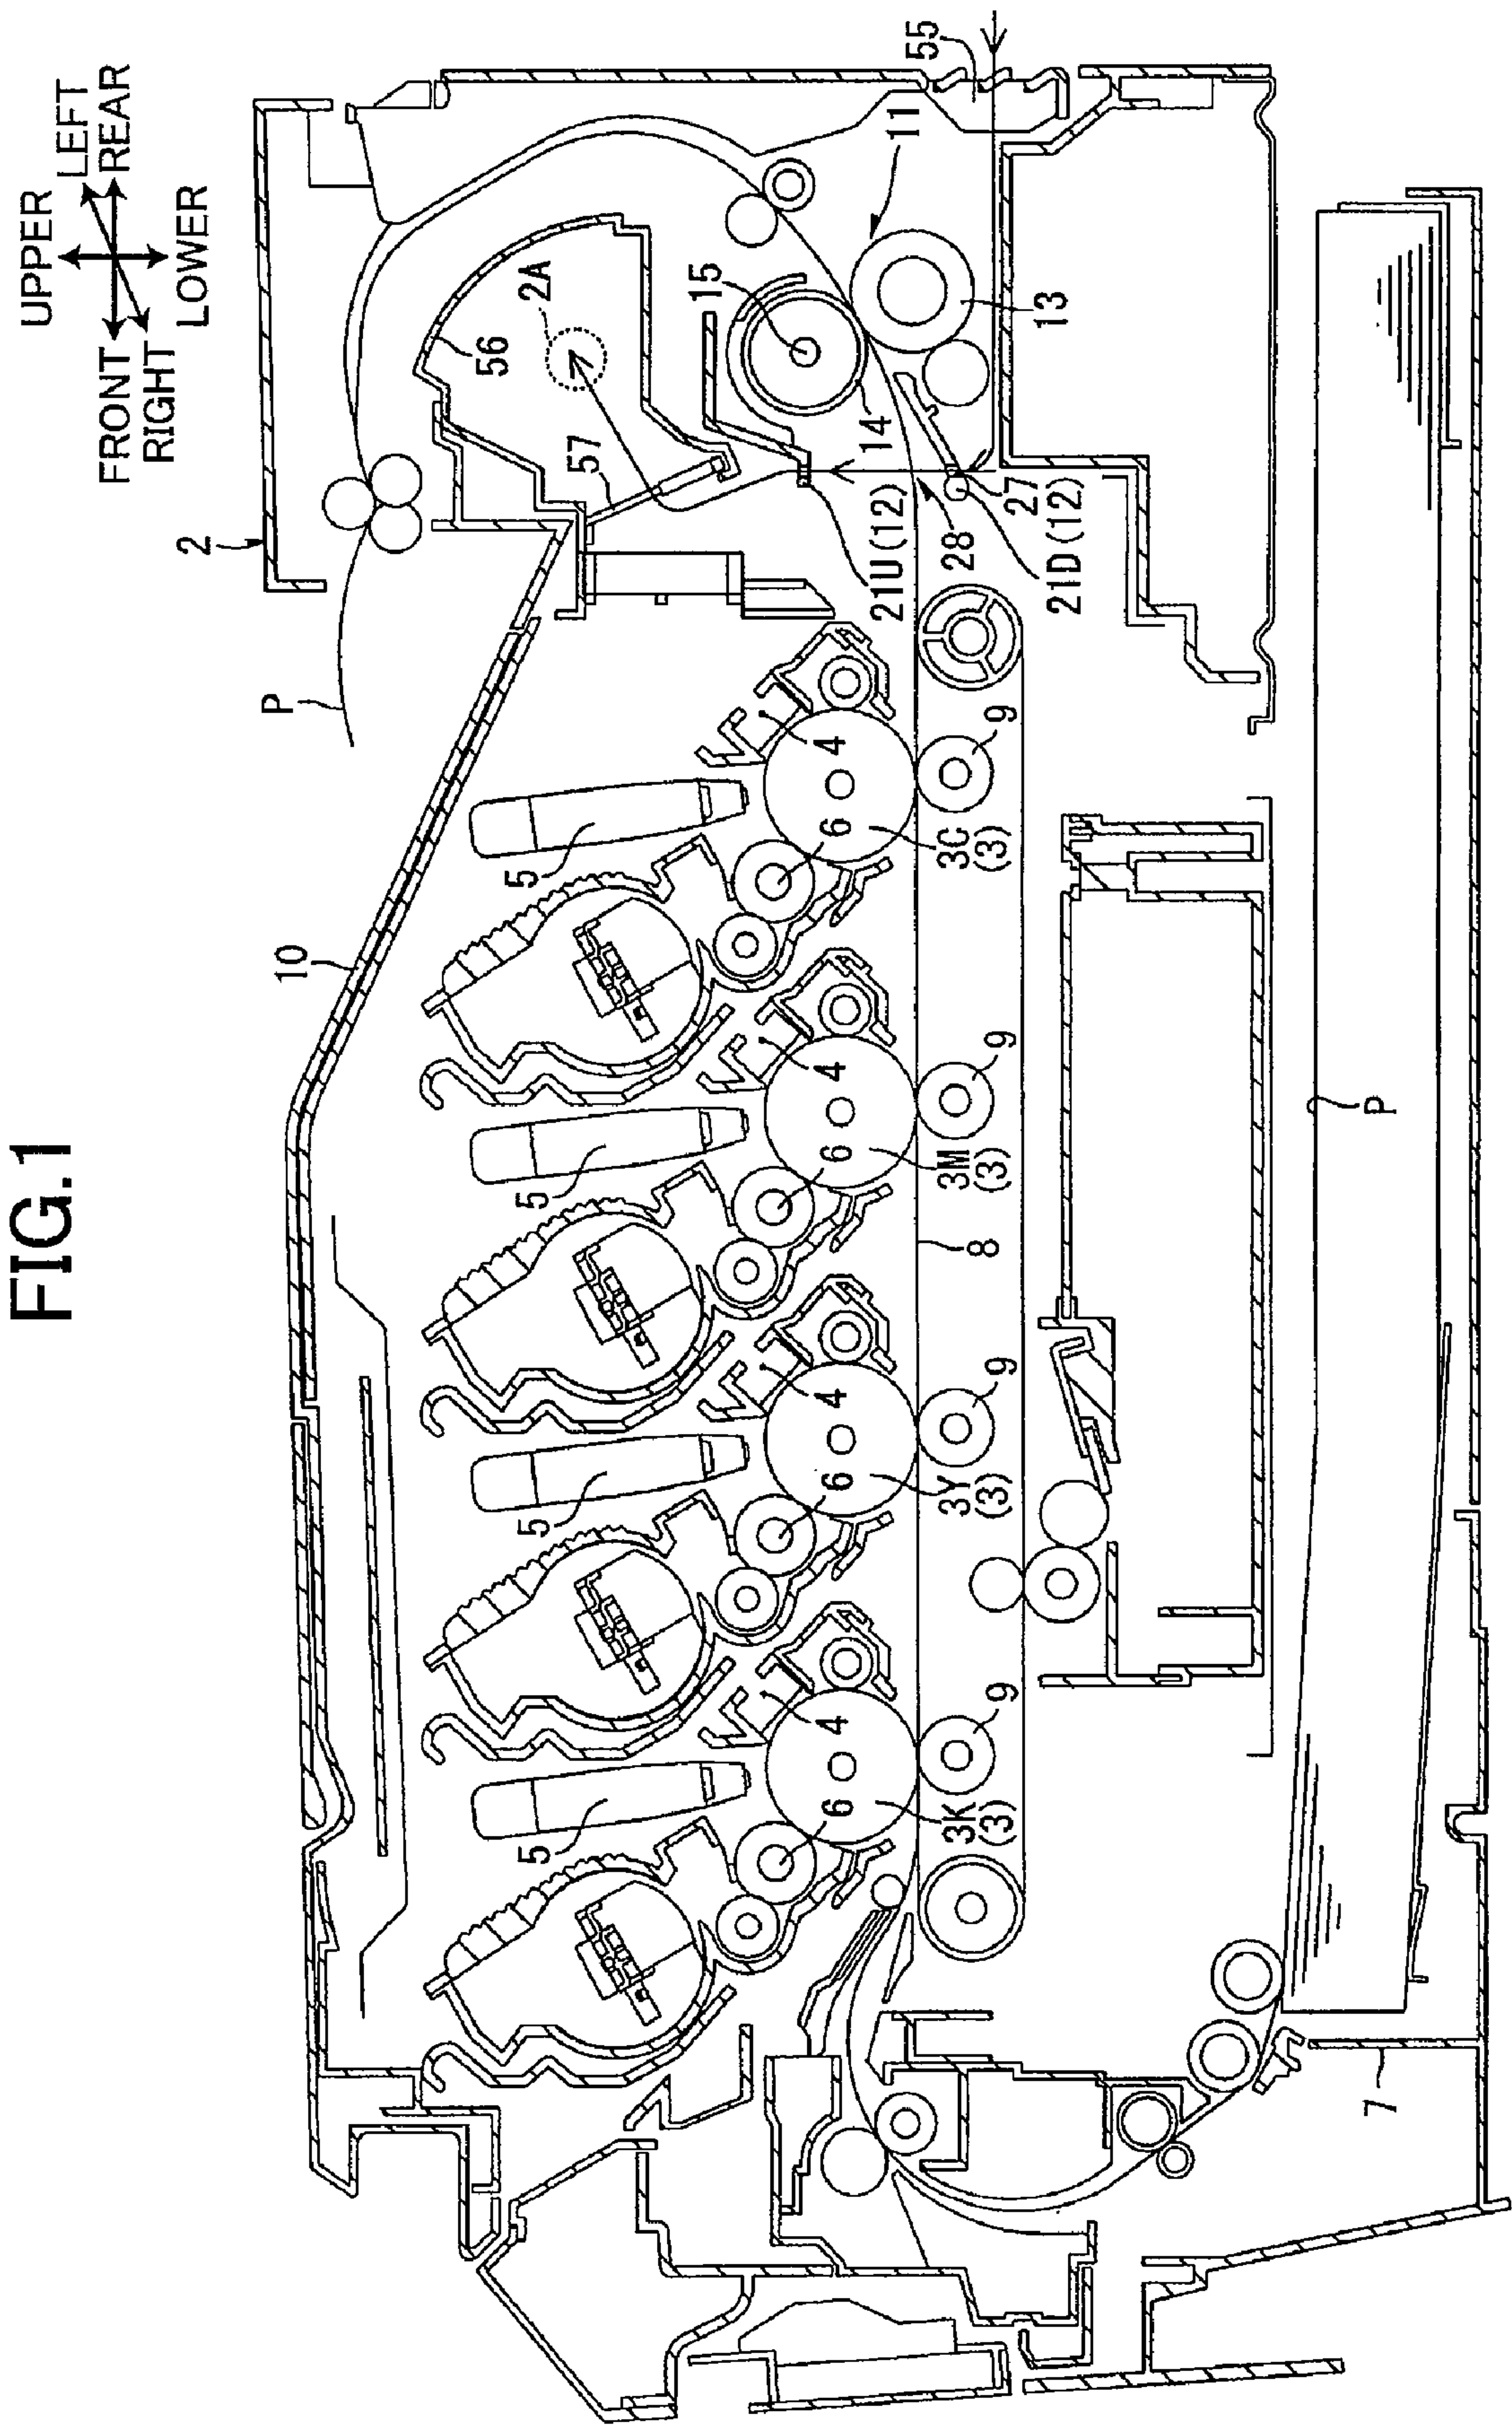 FIG.1
UPPER
LEFT
FRONT
REAR
RIGHT
LOWER
2
P
10
56
2A
57
15
55
11
14
13
21U(12)
28
27
21D(12)
5
5
5
5
4
4
4
4
6
6
6
6
3K
(3)
3Y
(3)
3M
(3)
3C
(3)
9
9
9
9
8
P
7